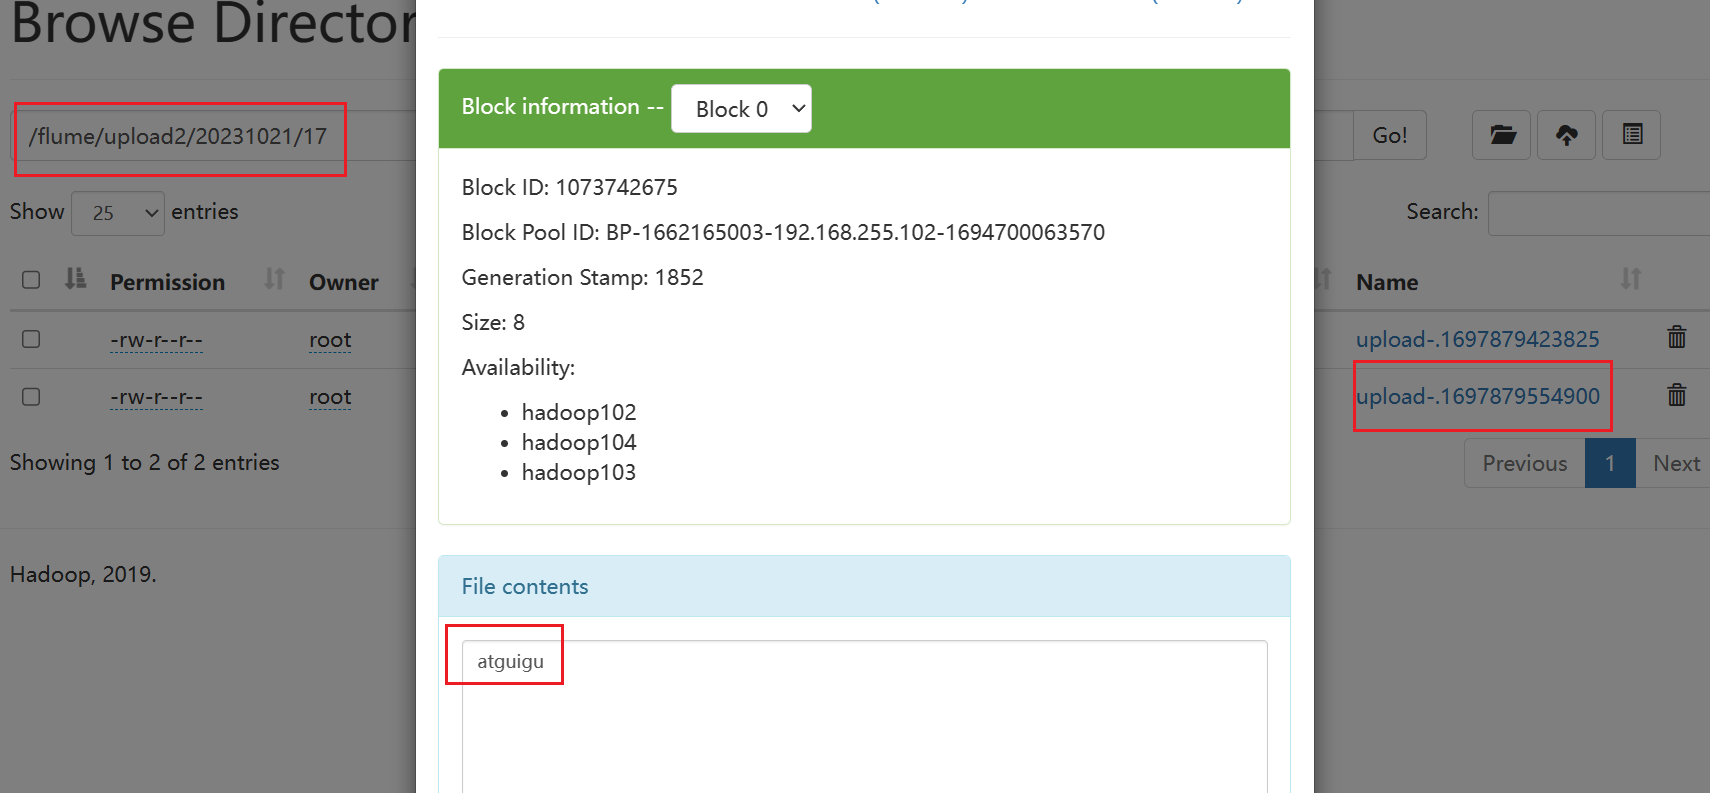 Browse Director
/flume/upload2/20231021/17
Go!
Show 25 entries
Search:
Permission Owner Name
-rw-r--r-- root upload-.1697879423825
-rw-r--r-- root upload-.1697879554900
Showing 1 to 2 of 2 entries
Previous 1 Next
Hadoop, 2019.
Block information -- Block 0
Block ID: 1073742675
Block Pool ID: BP-1662165003-192.168.255.102-1694700063570
Generation Stamp: 1852
Size: 8
Availability:
hadoop102
hadoop104
hadoop103
File contents
atguigu